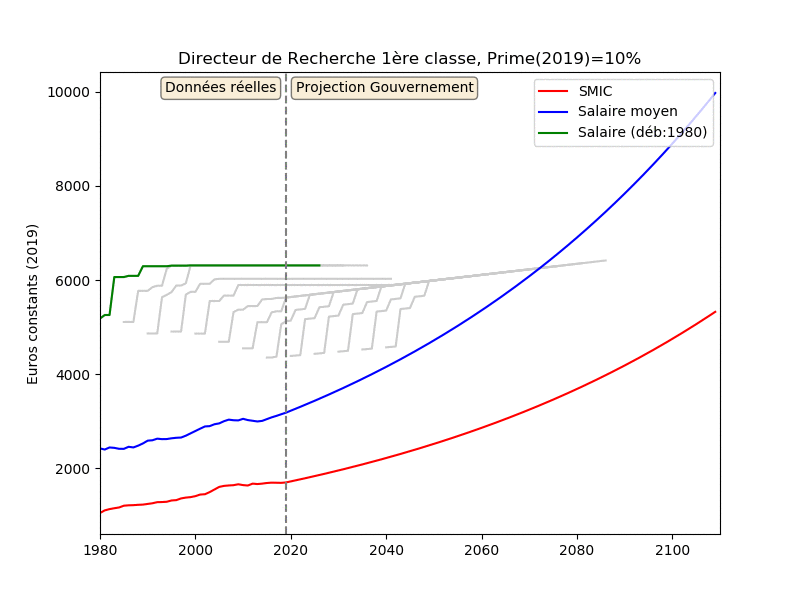 Directeur de Recherche 1ère classe, Prime(2019)=10%
Données réelles
Projection Gouvernement
SMIC
Salaire moyen
Salaire (déb:1980)
Euros constants (2019)
10000
8000
6000
4000
2000
1980
2000
2020
2040
2060
2080
2100